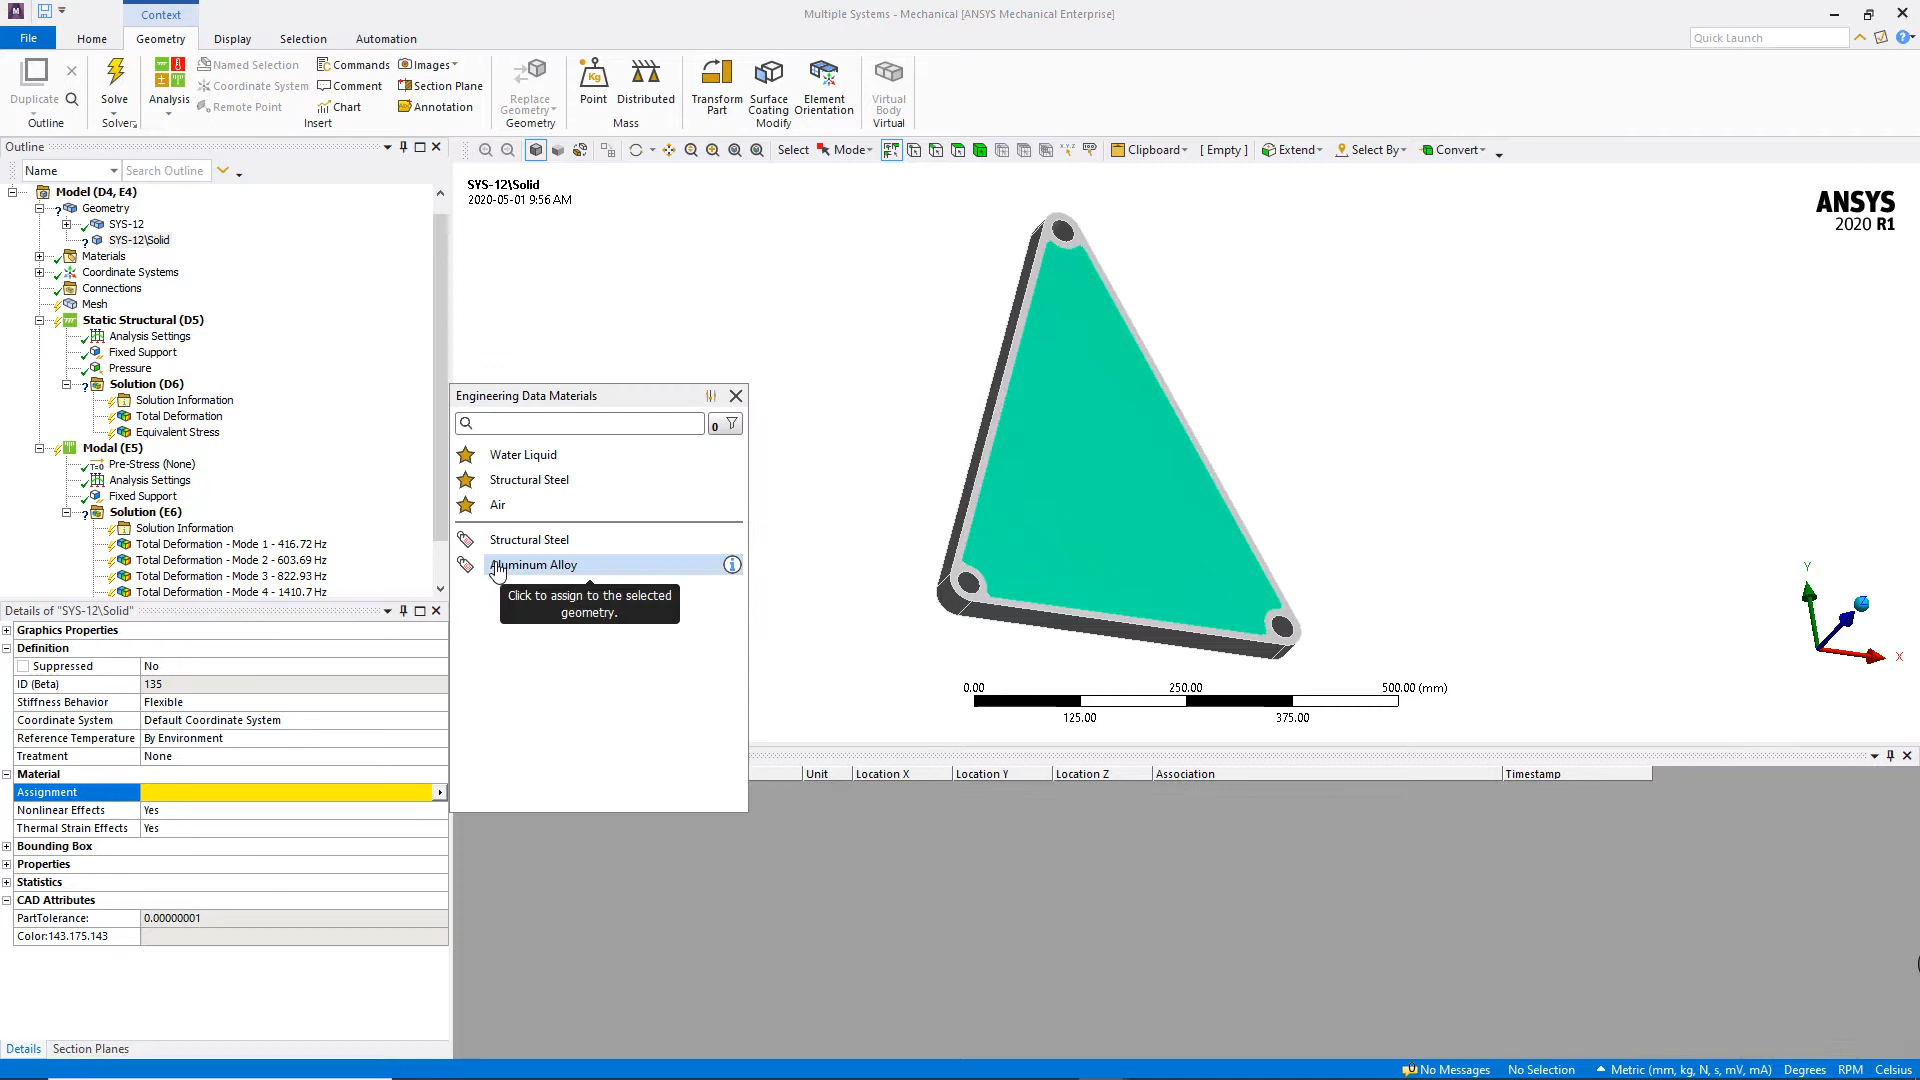 Context
Multiple Systems - Mechanical [ANSYS Mechanical Enterprise]
File
Home
Geometry
Display
Selection
Automation
Quick Launch
Duplicate
Outline
Solve
Solver
Analysis
Named Selection
Coordinate System
Remote Point
Commands
Comment
Chart
Images
Section Plane
Annotation
Insert
Replace
Geometry
Geometry
Kg
Point
Distributed
Mass
Transform
Part
Surface
Coating
Element
Orientation
Modify
Virtual
Body
Virtual
Outline
Name
Search Outline
Select
Mode
Clipboard
[ Empty ]
Extend
Select By
Convert
Model (D4, E4)
Geometry
SYS-12
SYS-12\Solid
Materials
Coordinate Systems
Connections
Mesh
Static Structural (D5)
Analysis Settings
Fixed Support
Pressure
Solution (D6)
Solution Information
Total Deformation
Equivalent Stress
Modal (E5)
T=0 Pre-Stress (None)
Analysis Settings
Fixed Support
Solution (E6)
Solution Information
Total Deformation - Mode 1 - 416.72 Hz
Total Deformation - Mode 2 - 603.69 Hz
Total Deformation - Mode 3 - 822.93 Hz
Total Deformation - Mode 4 - 1410.7 Hz
SYS-12\Solid
2020-05-01 9:56 AM
ANSYS
2020 R1
Engineering Data Materials
0
Water Liquid
Structural Steel
Air
Structural Steel
Aluminum Alloy
Click to assign to the selected
geometry.
Y
X
0.00
250.00
500.00 (mm)
125.00
375.00
Details of "SYS-12\Solid"
Graphics Properties
Definition
Suppressed No
ID (Beta) 135
Stiffness Behavior Flexible
Coordinate System Default Coordinate System
Reference Temperature By Environment
Treatment None
Material
Assignment
Nonlinear Effects Yes
Thermal Strain Effects Yes
Bounding Box
Properties
Statistics
CAD Attributes
PartTolerance: 0.00000001
Color:143.175.143
Unit
Location X
Location Y
Location Z
Association
Timestamp
Details
Section Planes
No Messages
No Selection
Metric (mm, kg, N, s, mV, mA)
Degrees
RPM
Celsius